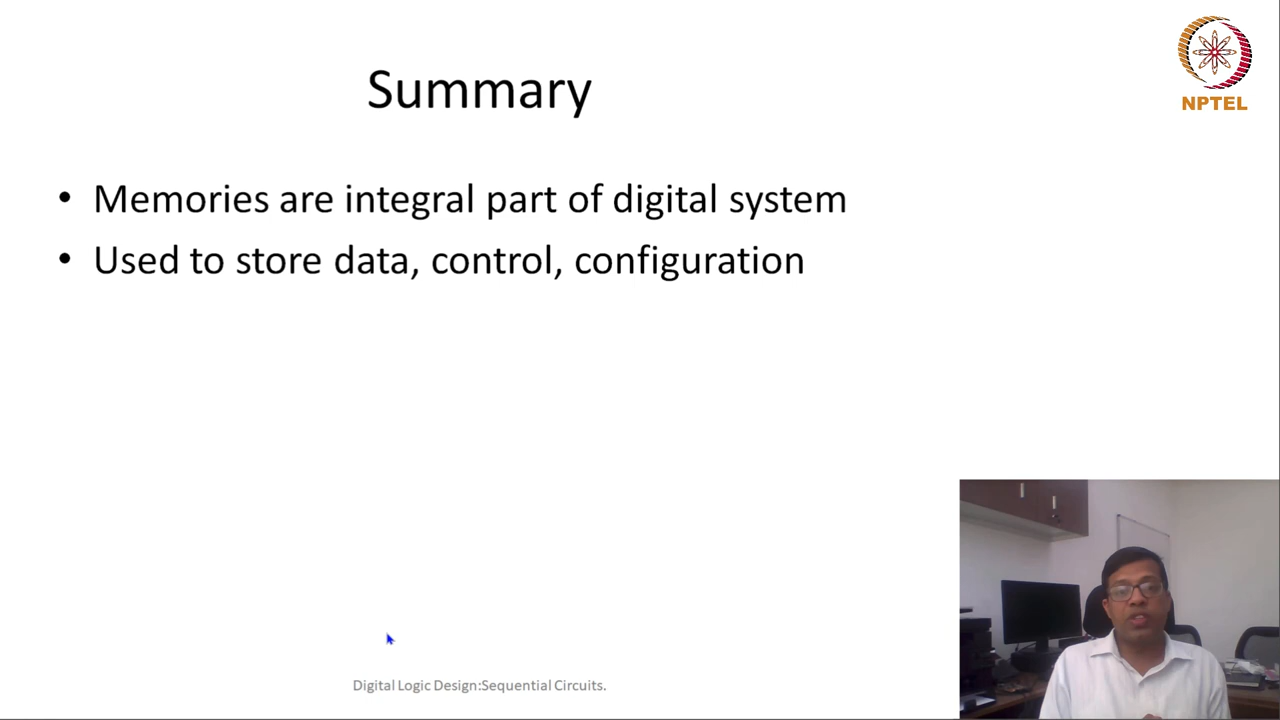 Summary
NPTEL
• Memories are integral part of digital system
• Used to store data, control, configuration
Digital Logic Design:Sequential Circuits.